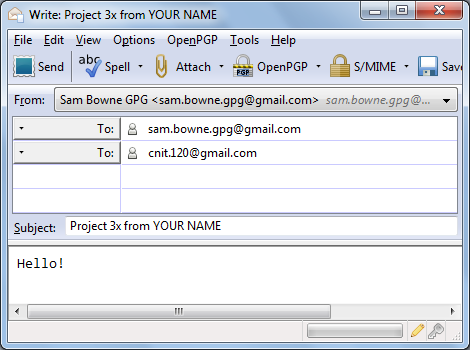 Write: Project 3x from YOUR NAME
File Edit View Options OpenPGP Tools Help
Send abc Spell Attach PGP OpenPGP S/MIME Save
From: Sam Bowne GPG <sam.bowne.gpg@gmail.com> sam.bowne.gpg@...
To: sam.bowne.gpg@gmail.com
To: cnit.120@gmail.com
Subject: Project 3x from YOUR NAME
Hello!